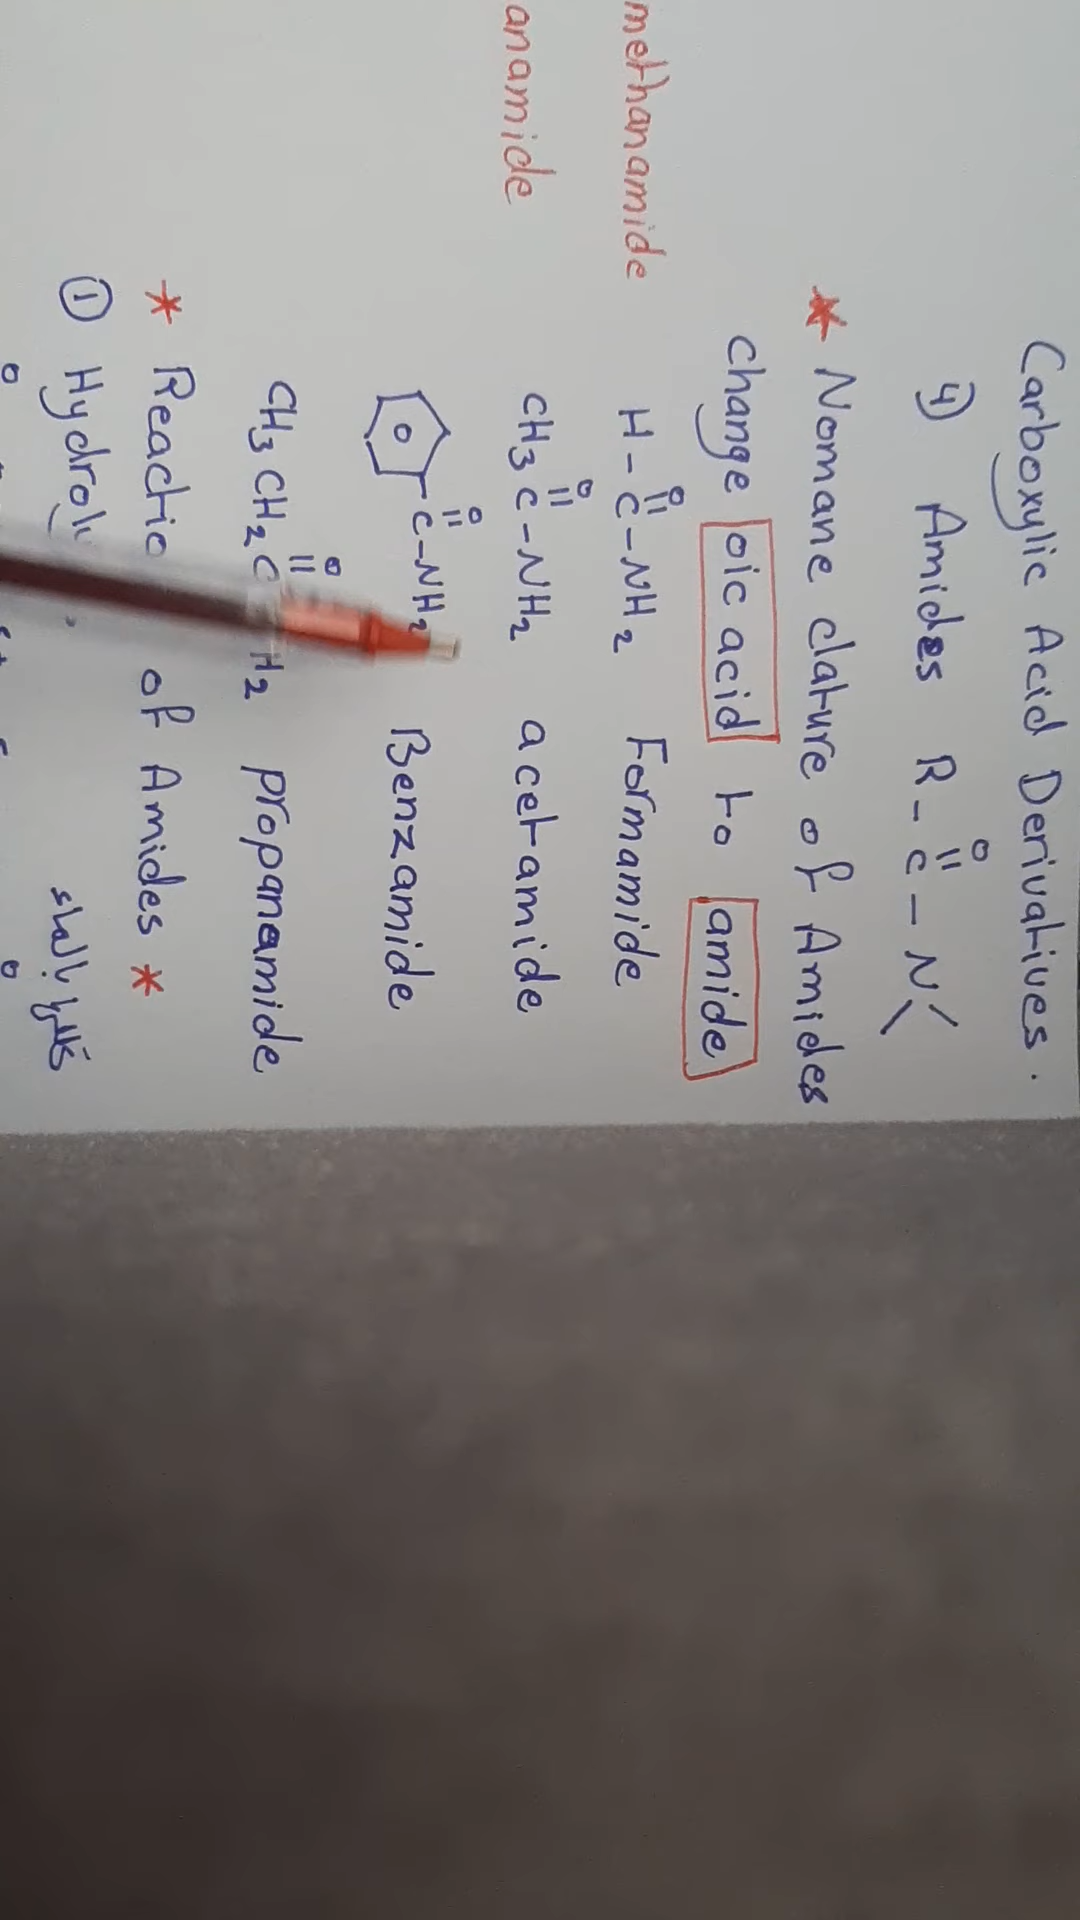 Carboxylic Acid Derivatives.
4) Amides R-C-N
O
* Nomane clature of Amides
change oic acid to amide
O
methanamide H-C-NH2 Formamide
O
anamide CH3C-NH2 acetamide
O
C-NH2 Benzamide
O
CH3CH2C H2 propanamide
* Reactio of Amides *
① Hydrol